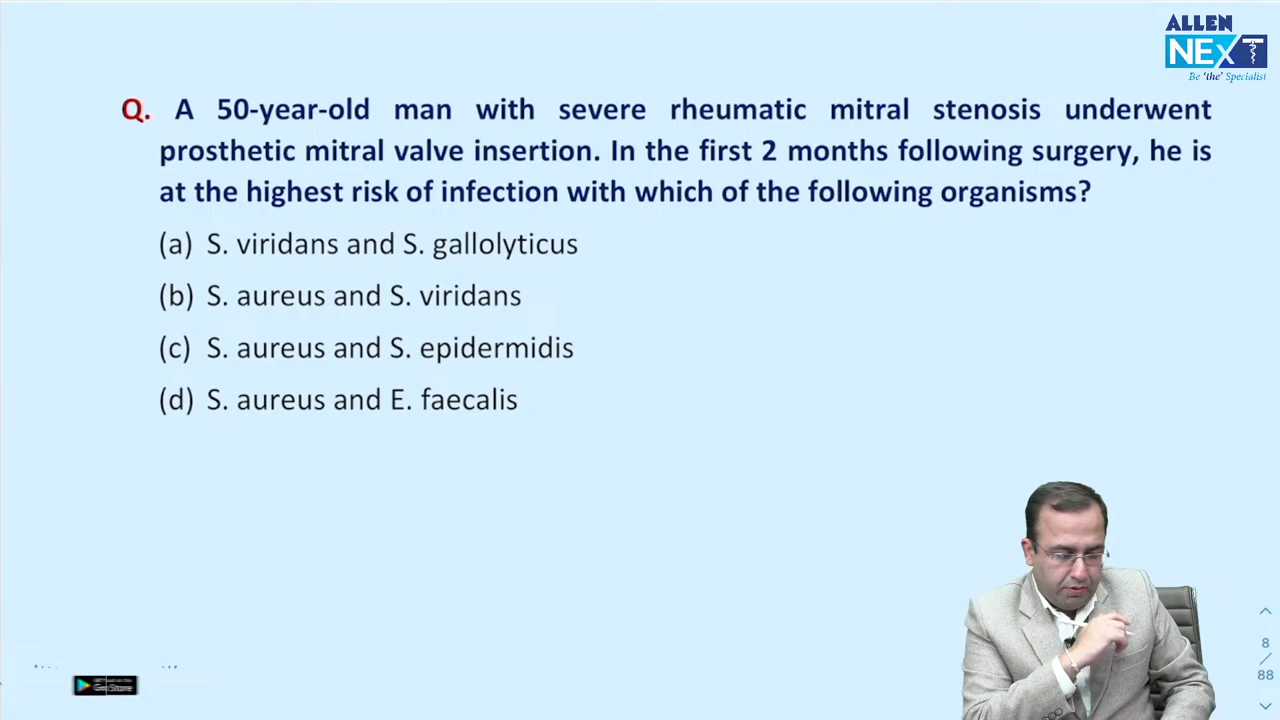 ALLEN
NEXT
Be 'the' Specialist
Q. A 50-year-old man with severe rheumatic mitral stenosis underwent
prosthetic mitral valve insertion. In the first 2 months following surgery, he is
at the highest risk of infection with which of the following organisms?
(a) S. viridans and S. gallolyticus
(b) S. aureus and S. viridans
(c) S. aureus and S. epidermidis
(d) S. aureus and E. faecalis
8
/
88